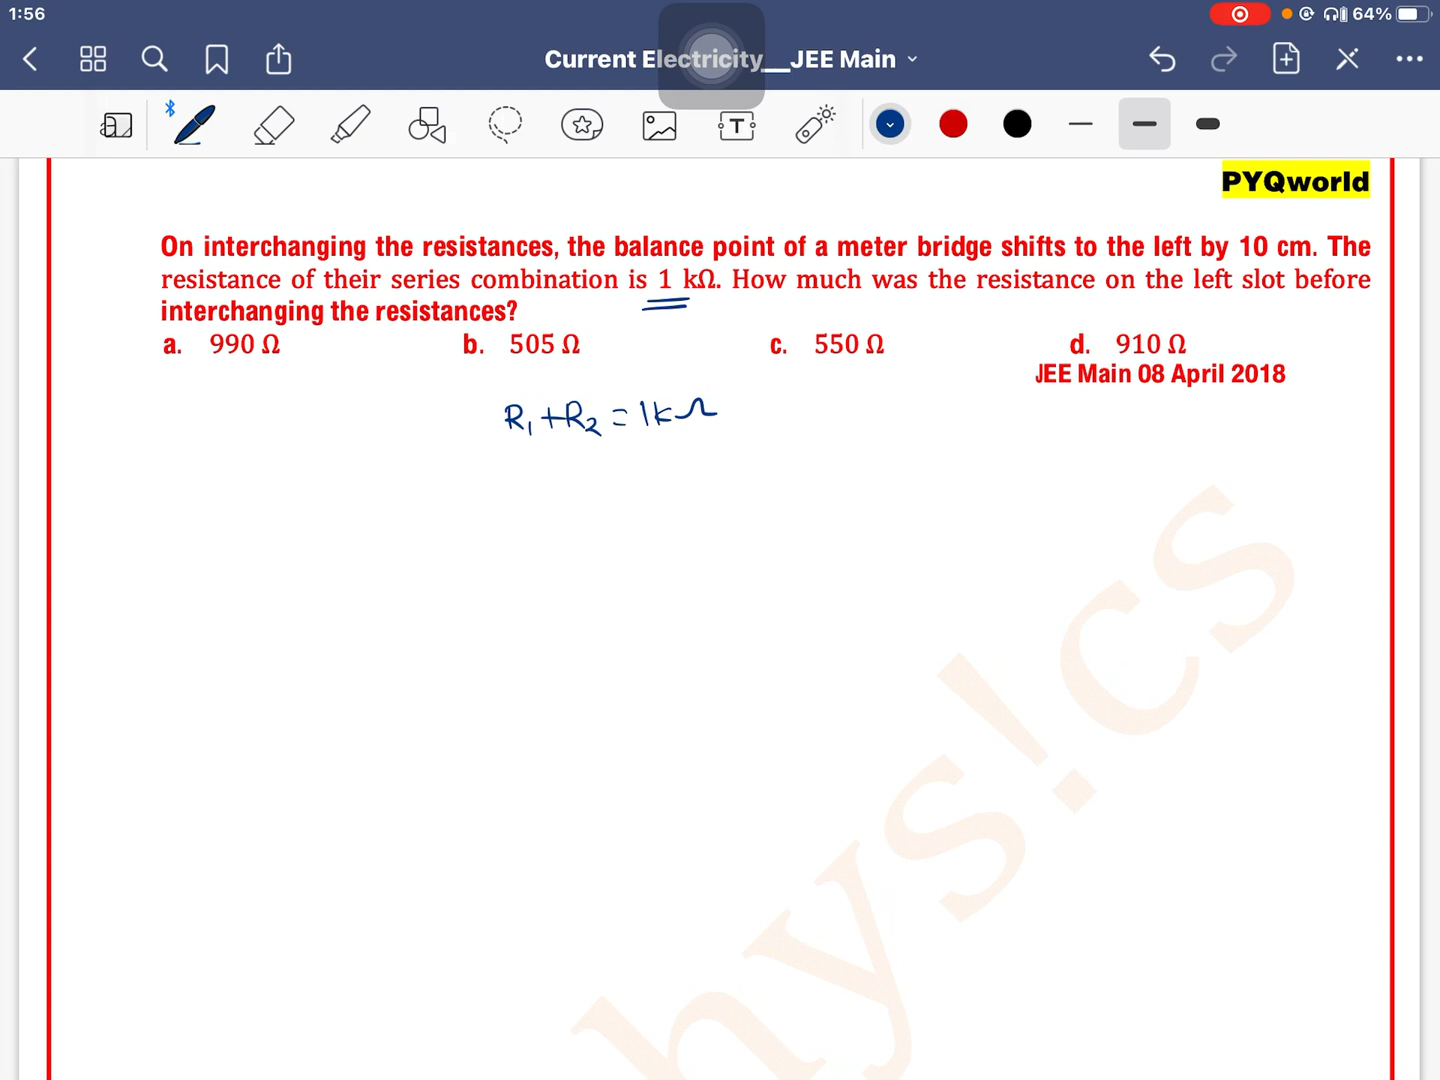 1:56
64%
Current Electricity__JEE Main
T
PYQworld
On interchanging the resistances, the balance point of a meter bridge shifts to the left by 10 cm. The
resistance of their series combination is 1 kΩ. How much was the resistance on the left slot before
interchanging the resistances?
a. 990 Ω b. 505 Ω c. 550 Ω d. 910 Ω
JEE Main 08 April 2018
R₁ + R₂ = 1kΩ
hys!cs